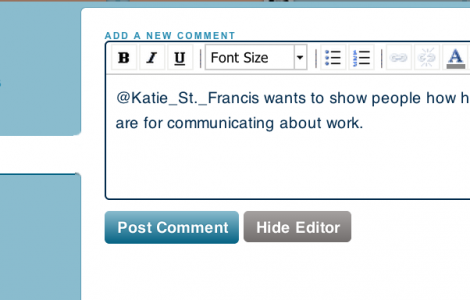 ADD A NEW COMMENT
B I U Font Size A
@Katie_St._Francis wants to show people how
are for communicating about work.
Post Comment Hide Editor